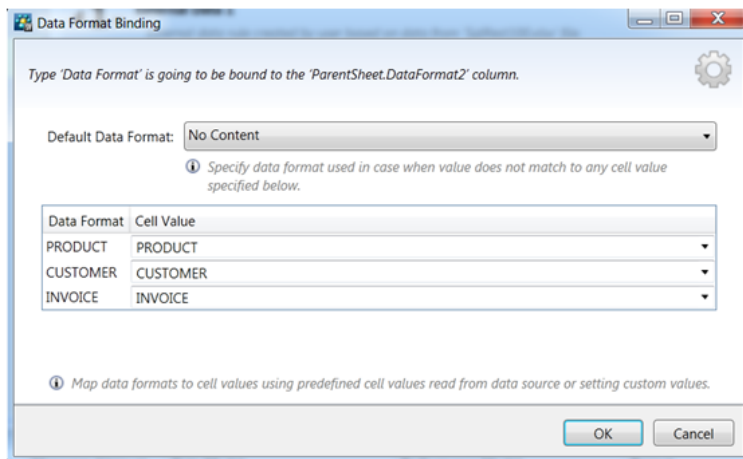 Data Format Binding
Type 'Data Format' is going to be bound to the 'ParentSheet.DataFormat2' column.
Default Data Format: No Content
Specify data format used in case when value does not match to any cell value
specified below.
Data Format Cell Value
PRODUCT PRODUCT
CUSTOMER CUSTOMER
INVOICE INVOICE
Map data formats to cell values using predefined cell values read from data source or setting custom values.
OK Cancel